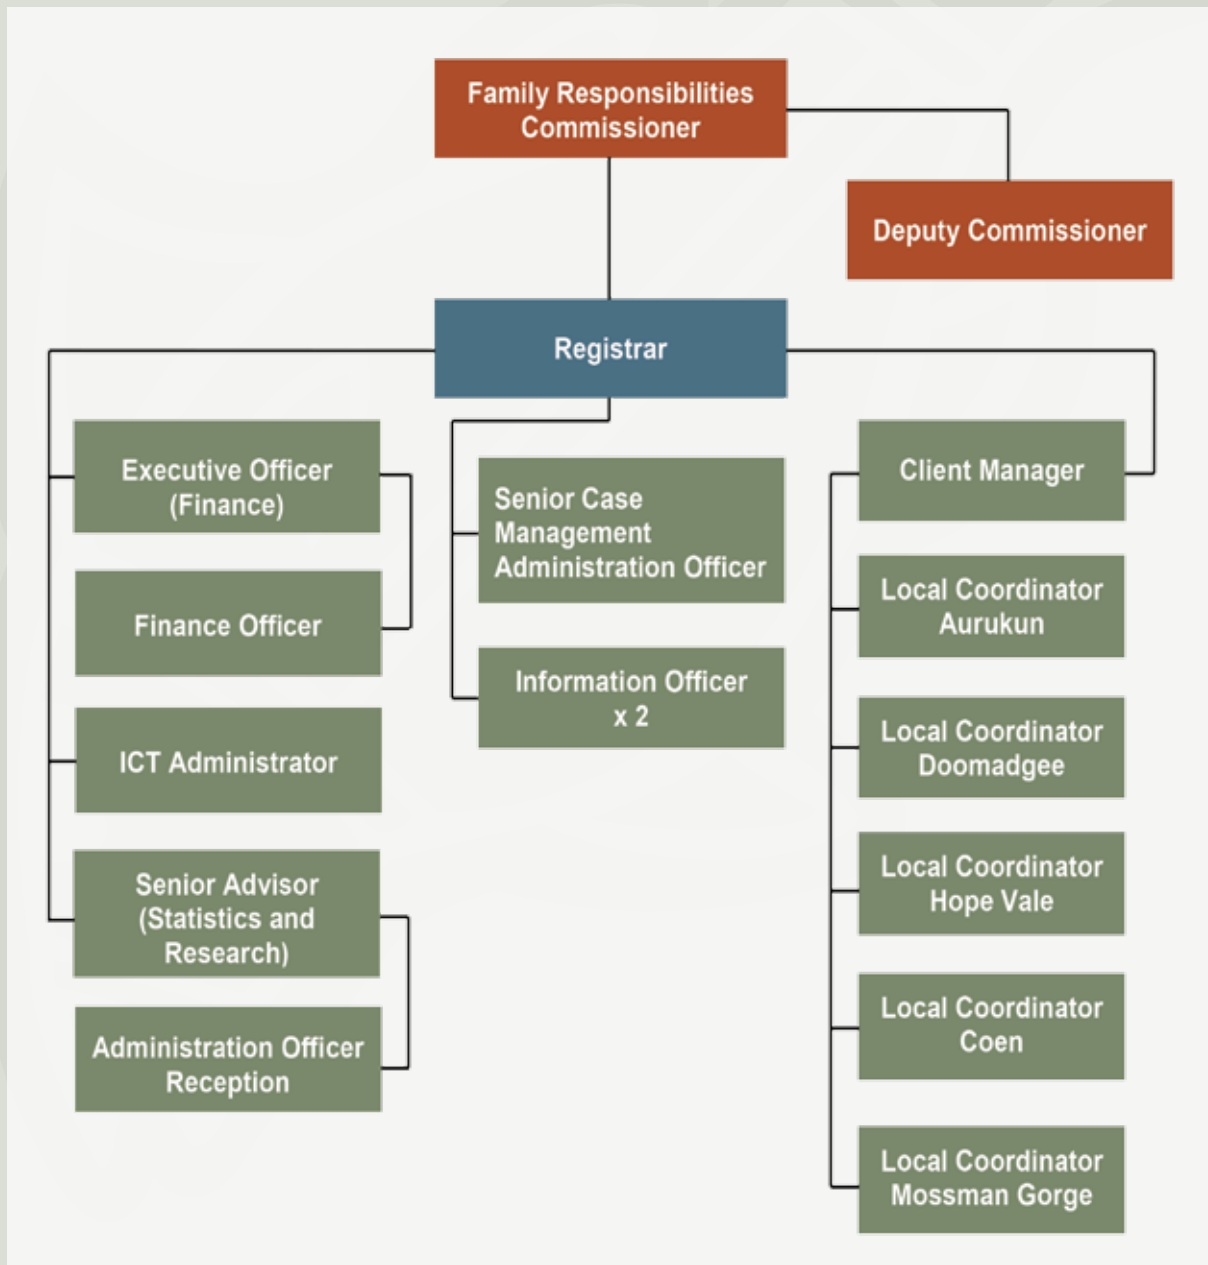 Family Responsibilities
Commissioner
Deputy Commissioner
Registrar
Executive Officer
(Finance)
Finance Officer
ICT Administrator
Senior Advisor
(Statistics and
Research)
Administration Officer
Reception
Senior Case
Management
Administration Officer
Information Officer
x 2
Client Manager
Local Coordinator
Aurukun
Local Coordinator
Doomadgee
Local Coordinator
Hope Vale
Local Coordinator
Coen
Local Coordinator
Mossman Gorge